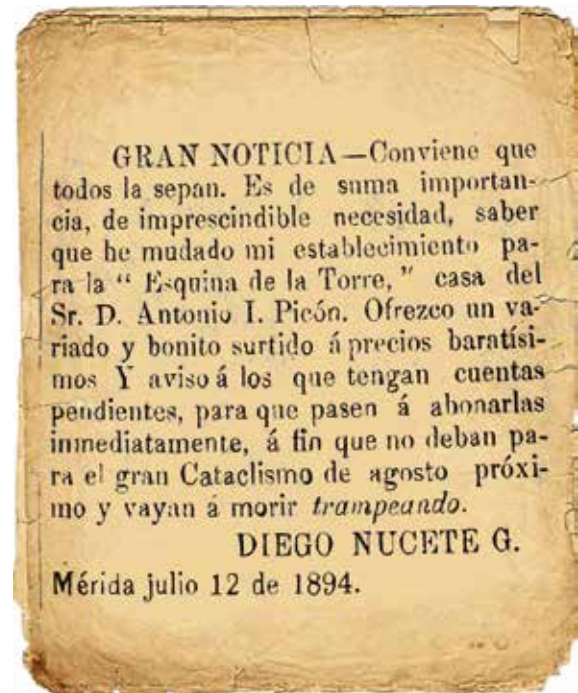 GRAN NOTICIA—Conviene que
todos la sepan. Es de suma importan-
cia, de imprescindible necesidad, saber
que he mudado mi establecimiento pa-
ra la “ Esquina de la Torre, ” casa del
Sr. D. Antonio I. Picón. Ofrezco un va-
riado y bonito surtido á precios baratísi-
mos Y aviso á los que tengan cuentas
pendientes, para que pasen á abonarlas
inmediatamente, á fin que no deban pa-
ra el gran Cataclismo de agosto próxi-
mo y vayan á morir trampeando.
DIEGO NUCETE G.
Mérida julio 12 de 1894.